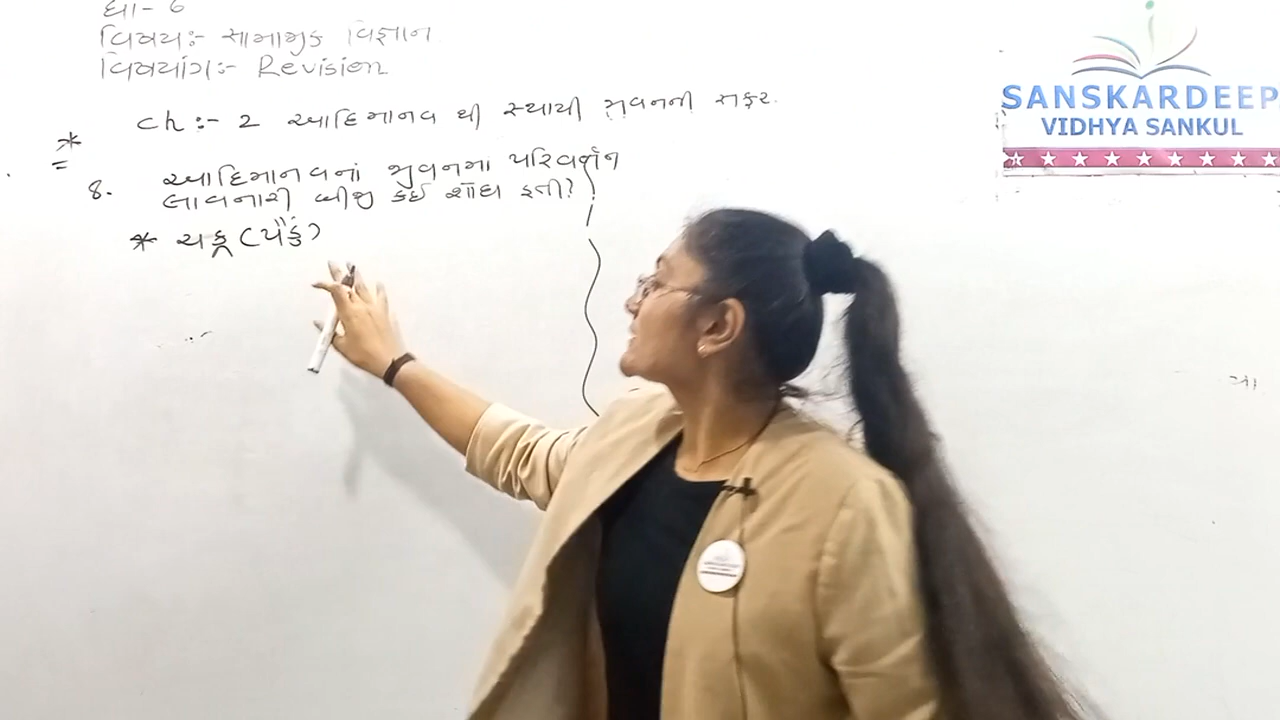 ધા- 6
વિષય:- સામાજીક વિજ્ઞાન
વિષયાંગ:- Revision
Ch :- 2 આદિમાનવ થી સ્થાયી જીવનની સફર.
*
8. આદિમાનવનાં જીવનમા પરિવર્તન
લાવનારી બીજી કઈ શોધ હતી?
* ચક્ર (પૈંડું)
SANSKARDEEP
VIDHYA SANKUL